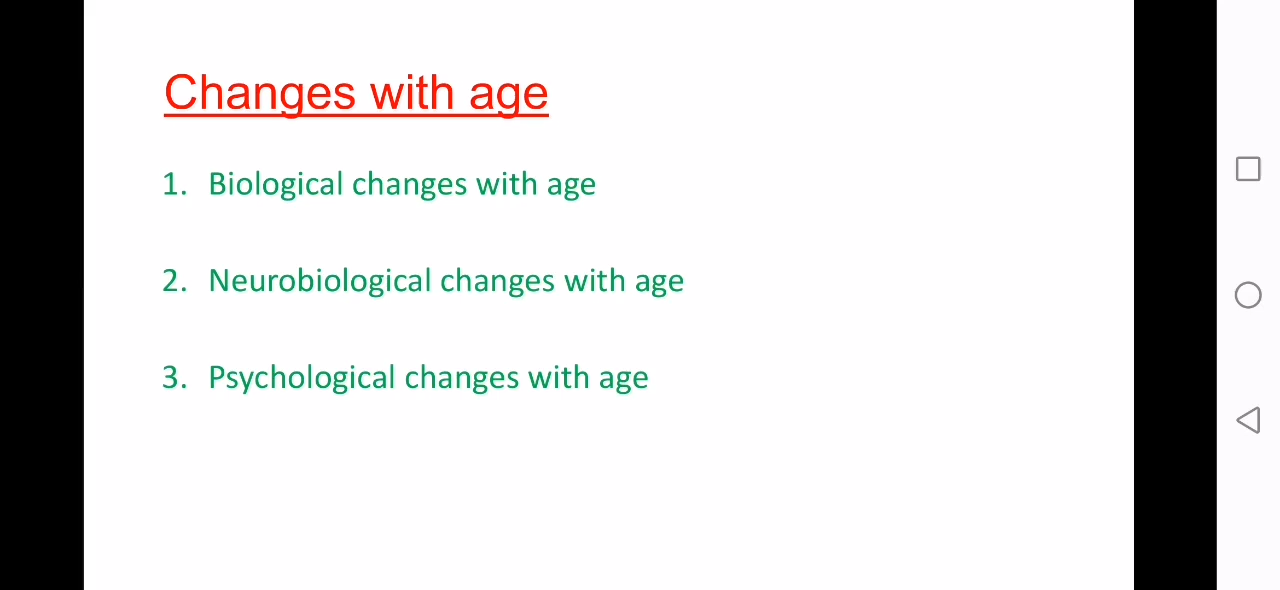 Changes with age
1. Biological changes with age
2. Neurobiological changes with age
3. Psychological changes with age